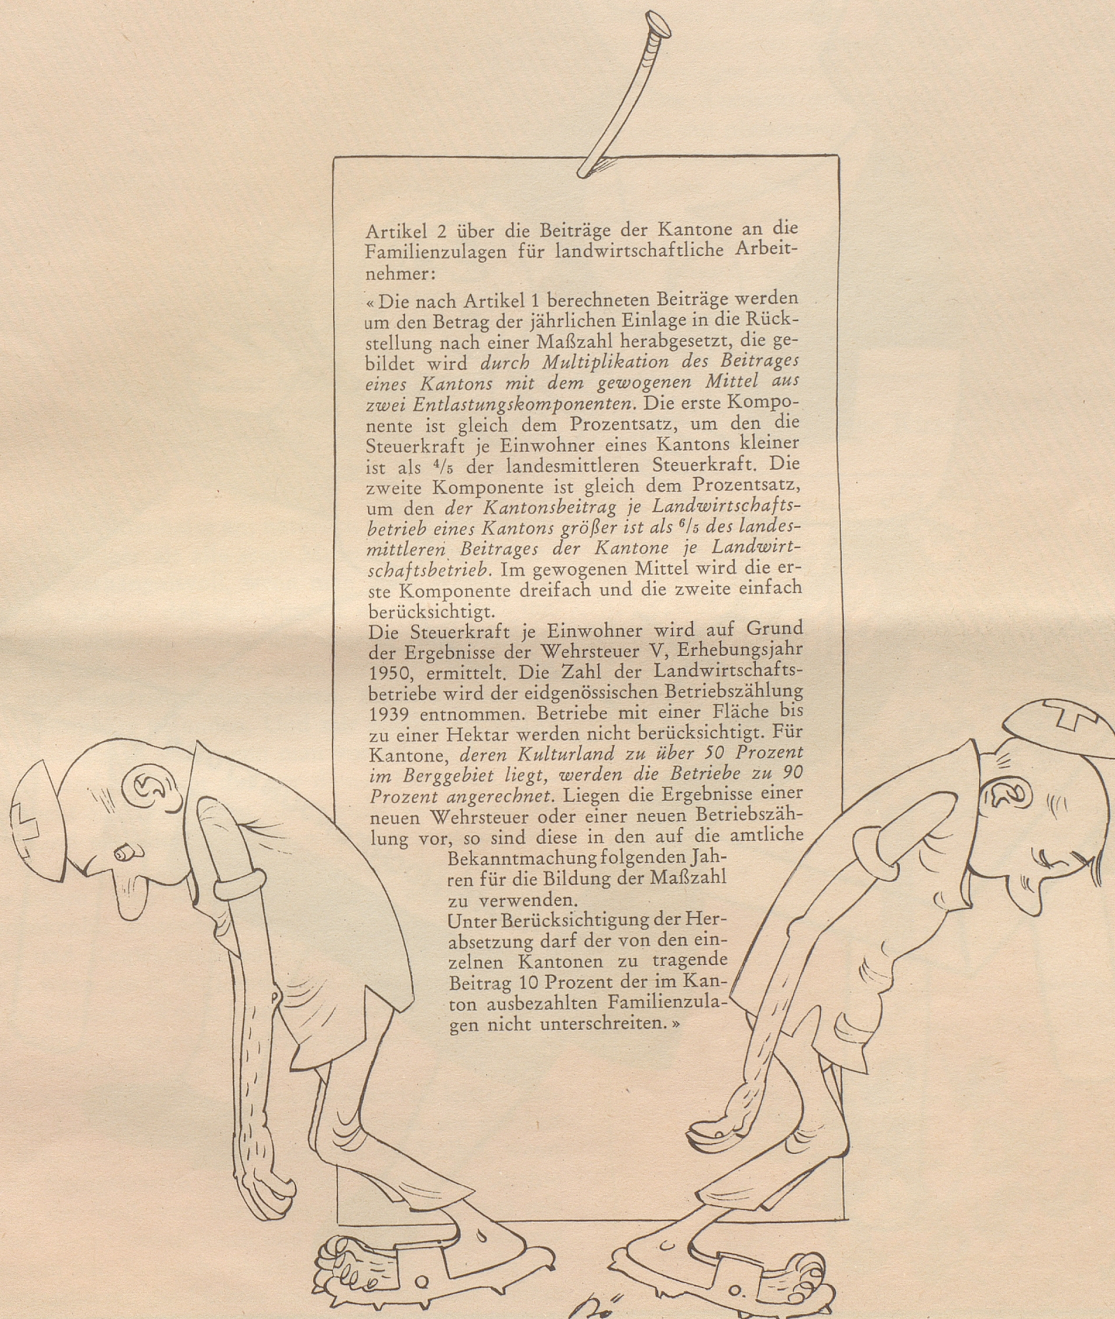 Artikel 2 über die Beiträge der Kantone an die
Familienzulagen für landwirtschaftliche Arbeit-
nehmer:
« Die nach Artikel 1 berechneten Beiträge werden
um den Betrag der jährlichen Einlage in die Rück-
stellung nach einer Maßzahl herabgesetzt, die ge-
bildet wird durch Multiplikation des Beitrages
eines Kantons mit dem gewogenen Mittel aus
zwei Entlastungskomponenten. Die erste Kompo-
nente ist gleich dem Prozentsatz, um den die
Steuerkraft je Einwohner eines Kantons kleiner
ist als 4/5 der landesmittleren Steuerkraft. Die
zweite Komponente ist gleich dem Prozentsatz,
um den der Kantonsbeitrag je Landwirtschafts-
betrieb eines Kantons größer ist als 6/5 des landes-
mittleren Beitrages der Kantone je Landwirt-
schaftsbetrieb. Im gewogenen Mittel wird die er-
ste Komponente dreifach und die zweite einfach
berücksichtigt.
Die Steuerkraft je Einwohner wird auf Grund
der Ergebnisse der Wehrsteuer V, Erhebungsjahr
1950, ermittelt. Die Zahl der Landwirtschafts-
betriebe wird der eidgenössischen Betriebszählung
1939 entnommen. Betriebe mit einer Fläche bis
zu einer Hektar werden nicht berücksichtigt. Für
Kantone, deren Kulturland zu über 50 Prozent
im Berggebiet liegt, werden die Betriebe zu 90
Prozent angerechnet. Liegen die Ergebnisse einer
neuen Wehrsteuer oder einer neuen Betriebszäh-
lung vor, so sind diese in den auf die amtliche
Bekanntmachung folgenden Jah-
ren für die Bildung der Maßzahl
zu verwenden.
Unter Berücksichtigung der Her-
absetzung darf der von den ein-
zelnen Kantonen zu tragende
Beitrag 10 Prozent der im Kan-
ton ausbezahlten Familienzula-
gen nicht unterschreiten. »
Bö